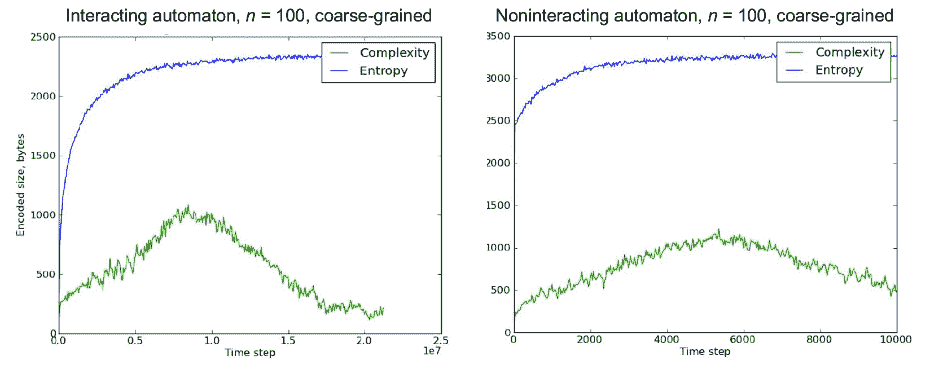 Interacting automaton, n = 100, coarse-grained
2500
2000
1500
1000
500
0
Encoded size, bytes
Complexity
Entropy
0.0 0.5 1.0 1.5 2.0 2.5
1e7
Time step
Noninteracting automaton, n = 100, coarse-grained
3500
3000
2500
2000
1500
1000
500
0
Complexity
Entropy
0 2000 4000 6000 8000 10000
Time step